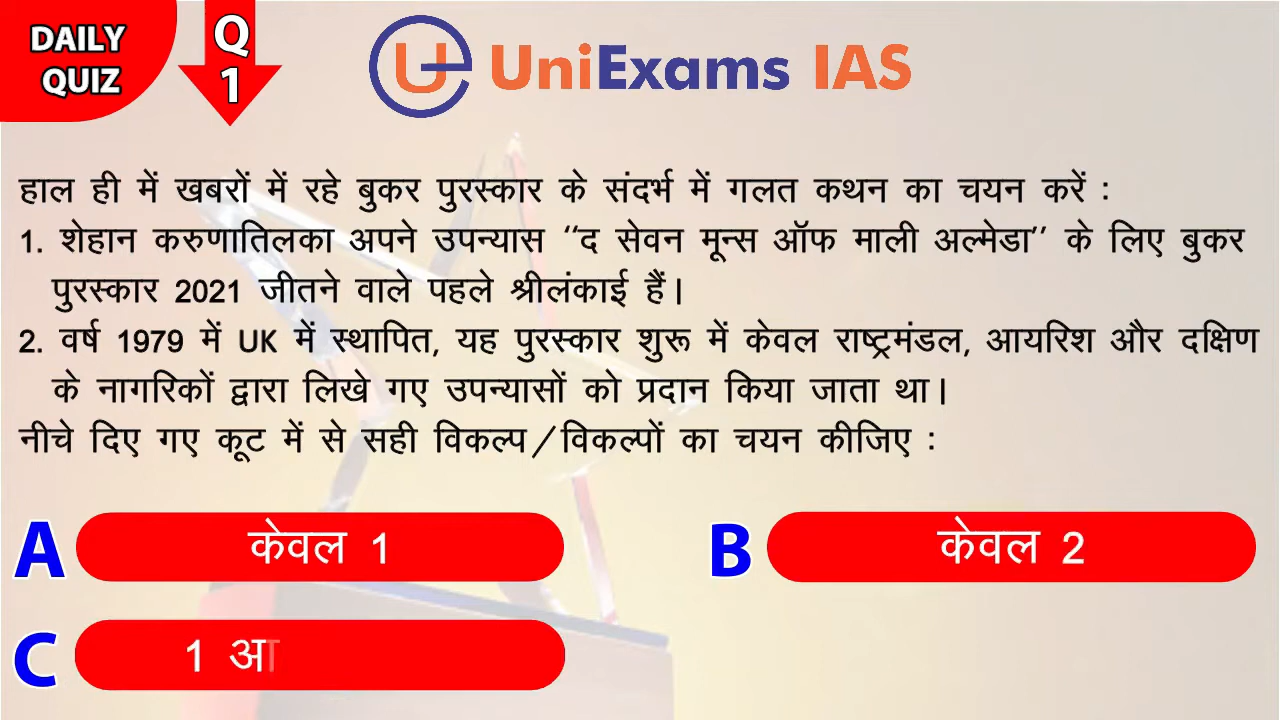 DAILY
QUIZ
Q
1
UniExams IAS
हाल ही में खबरों में रहे बुकर पुरस्कार के संदर्भ में गलत कथन का चयन करें :
1. शेहान करुणातिलका अपने उपन्यास “द सेवन मून्स ऑफ माली अल्मेडा” के लिए बुकर
पुरस्कार 2021 जीतने वाले पहले श्रीलंकाई हैं।
2. वर्ष 1979 में UK में स्थापित, यह पुरस्कार शुरू में केवल राष्ट्रमंडल, आयरिश और दक्षिण
के नागरिकों द्वारा लिखे गए उपन्यासों को प्रदान किया जाता था।
नीचे दिए गए कूट में से सही विकल्प/विकल्पों का चयन कीजिए :
A केवल 1
B केवल 2
C 1 आ